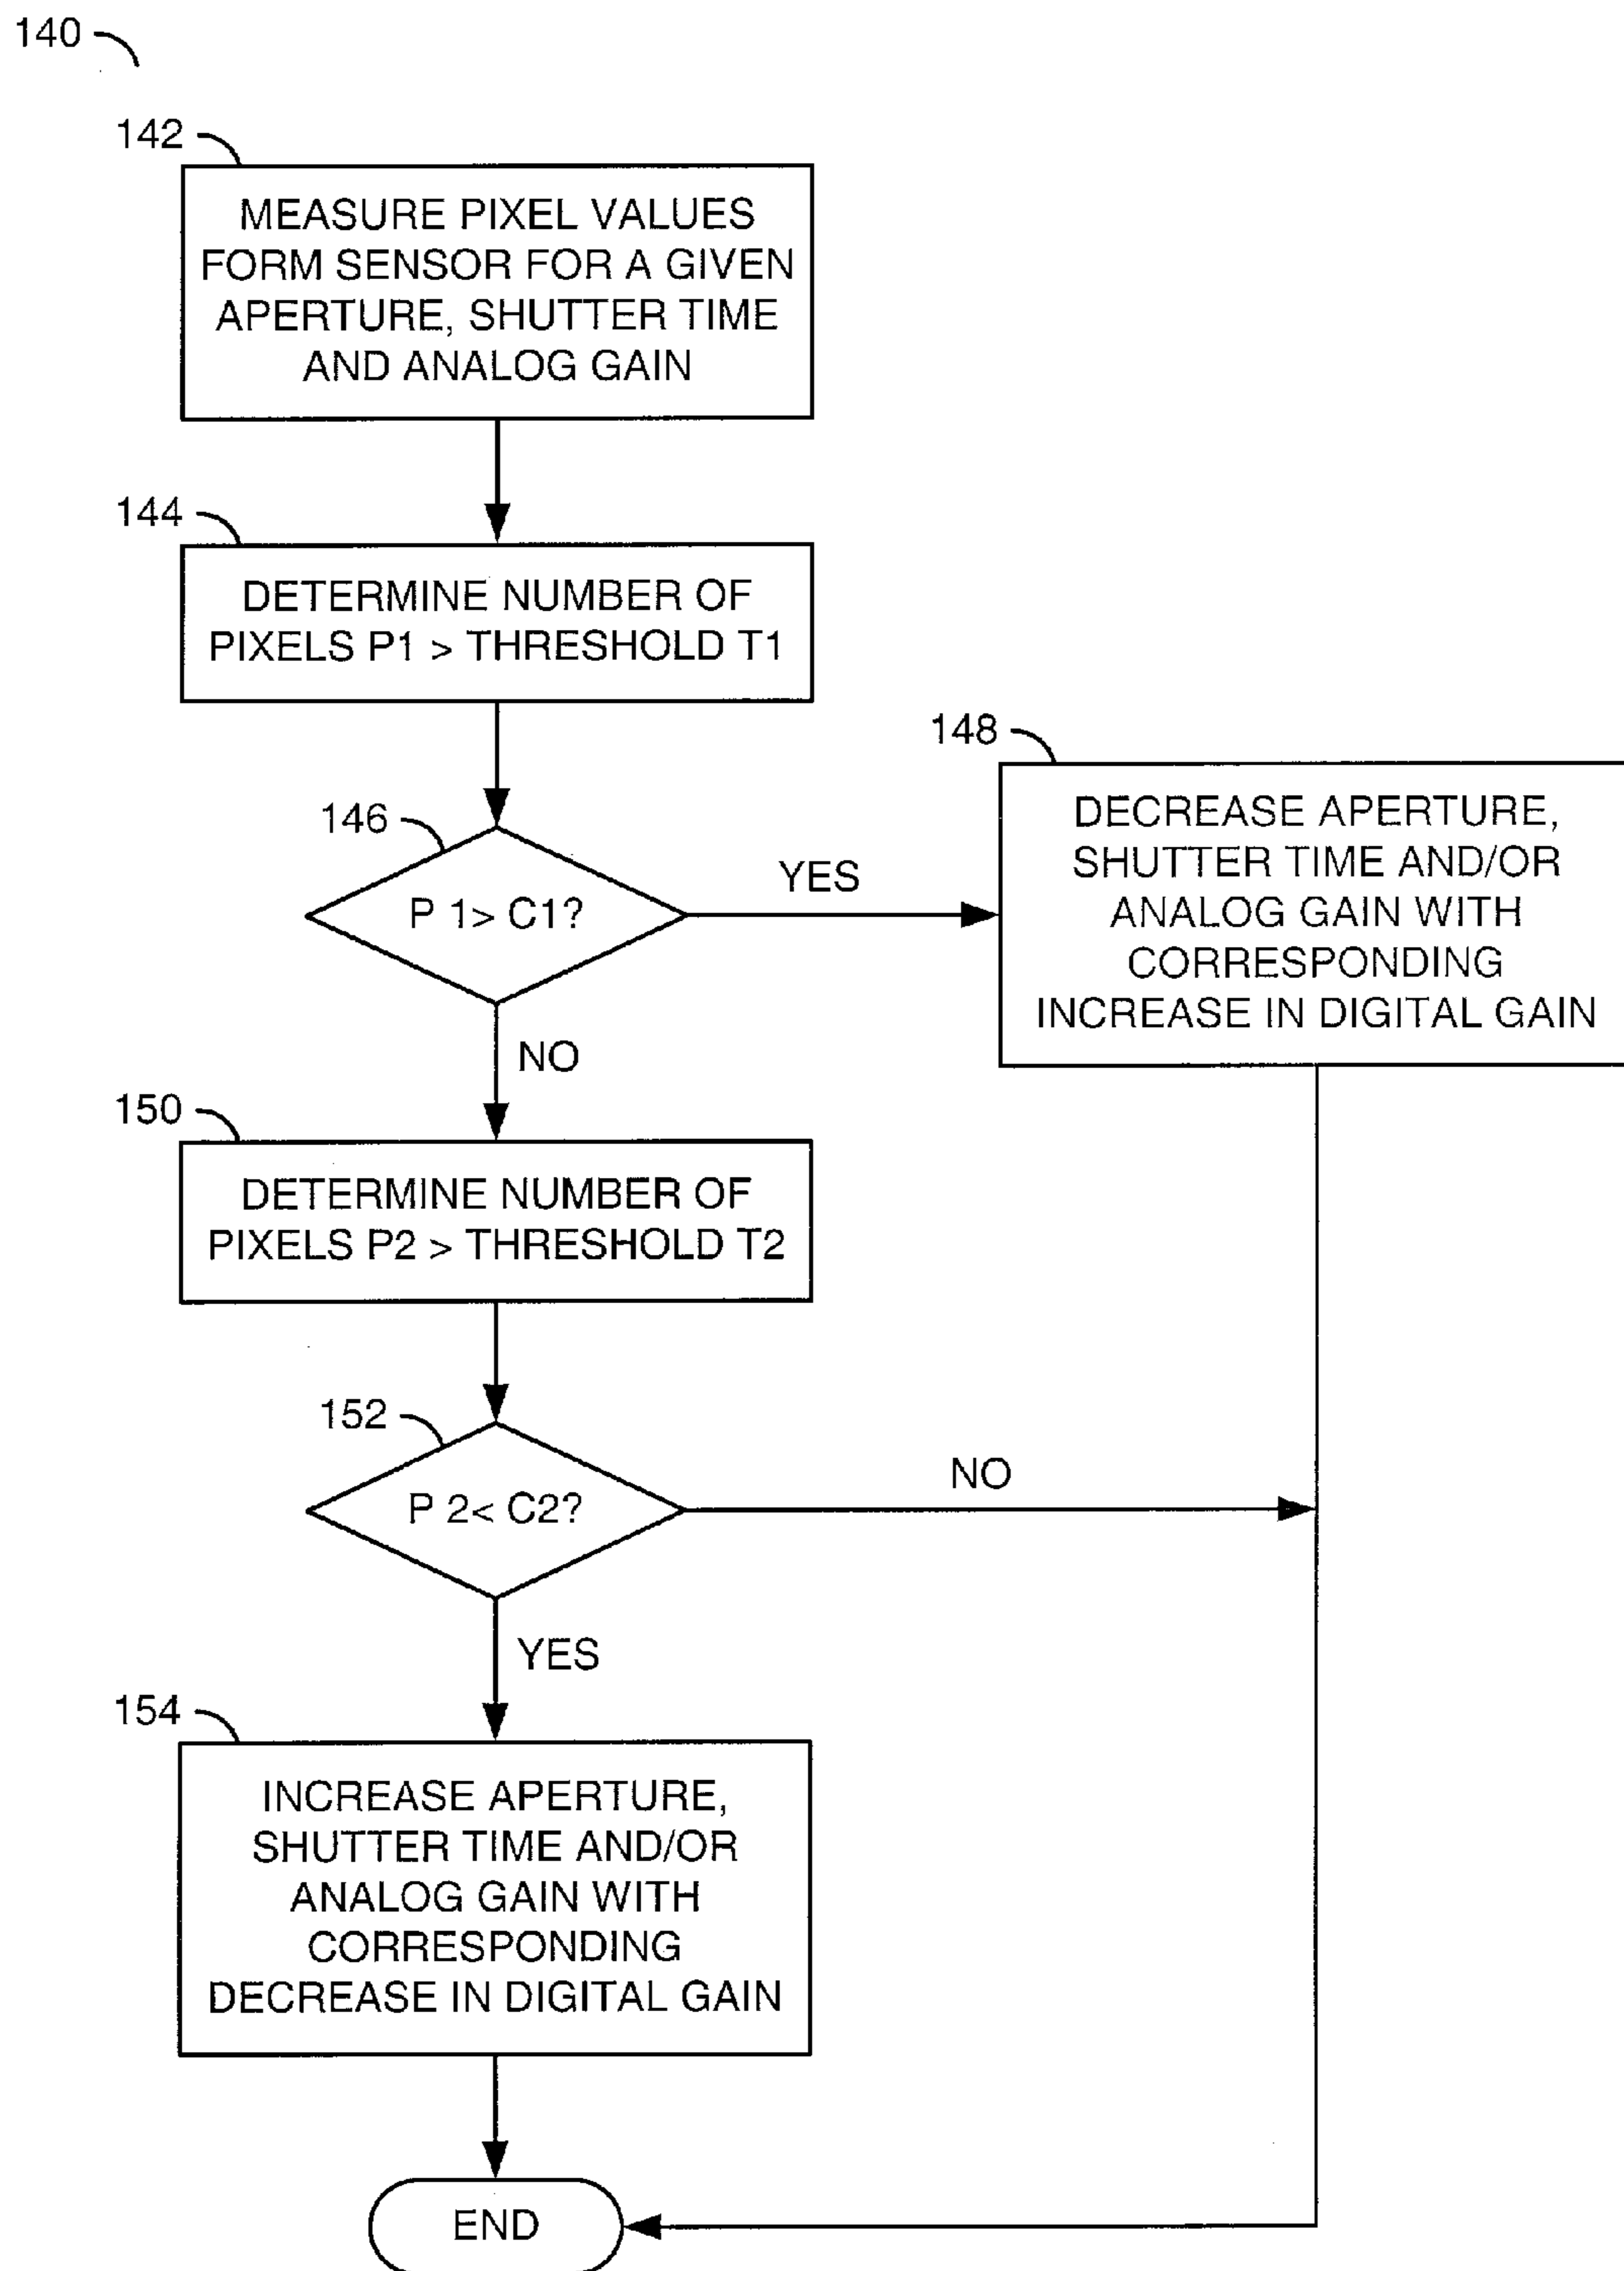 140
142
MEASURE PIXEL VALUES
FORM SENSOR FOR A GIVEN
APERTURE, SHUTTER TIME
AND ANALOG GAIN
144
DETERMINE NUMBER OF
PIXELS P1 > THRESHOLD T1
146
P 1> C1?
YES
148
DECREASE APERTURE,
SHUTTER TIME AND/OR
ANALOG GAIN WITH
CORRESPONDING
INCREASE IN DIGITAL GAIN
NO
150
DETERMINE NUMBER OF
PIXELS P2 > THRESHOLD T2
152
P 2< C2?
NO
YES
154
INCREASE APERTURE,
SHUTTER TIME AND/OR
ANALOG GAIN WITH
CORRESPONDING
DECREASE IN DIGITAL GAIN
END